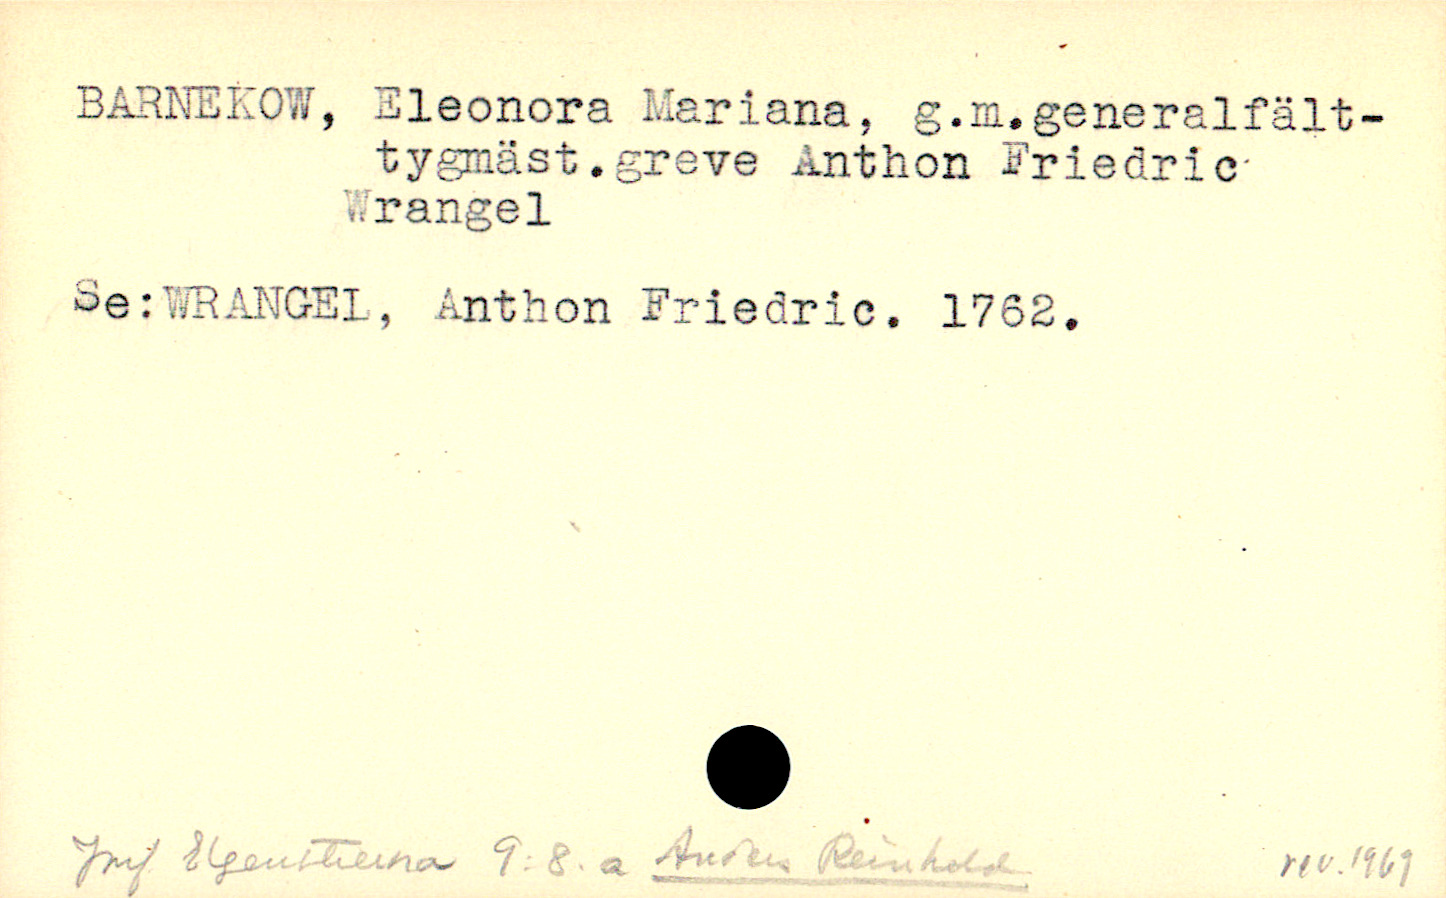 BARNEKOW, Eleonora Mariana, g.m.generalfält-
tygmäst.greve Anthon Friedric
Wrangel
Se:WRANGEL, Anthon Friedric. 1762.
Jmf Elgenstierna 9:8. a Anders Reinhold
rev. 1969